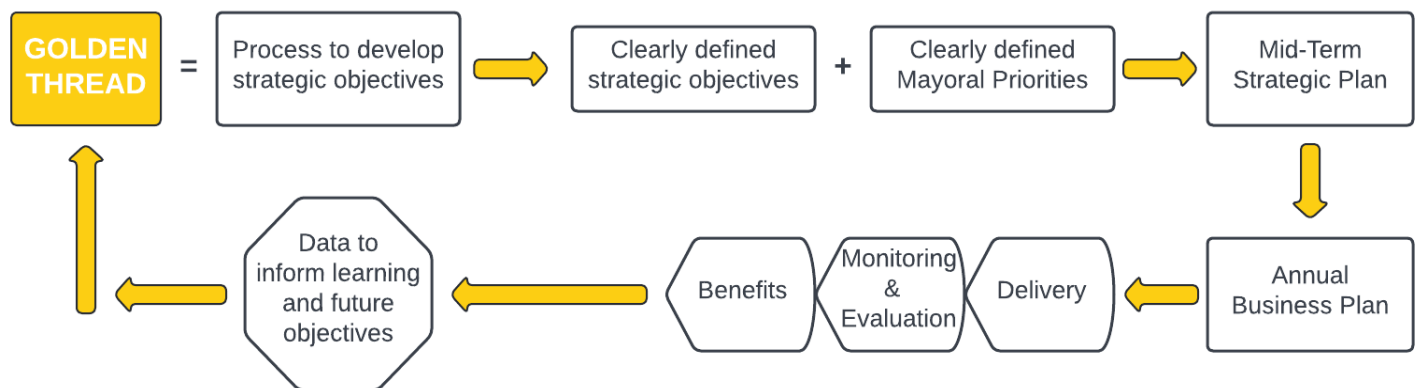 GOLDEN
THREAD
=
Process to develop
strategic objectives
Clearly defined
strategic objectives
+
Clearly defined
Mayoral Priorities
Mid-Term
Strategic Plan
Annual
Business Plan
Delivery
Monitoring
&
Evaluation
Benefits
Data to
inform learning
and future
objectives